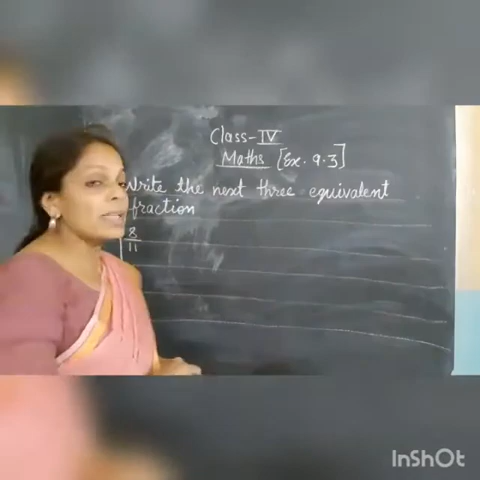 Class-IV
Maths [Ex. 9.3]
Write the next three equivalent
fraction
8
11
InShOt